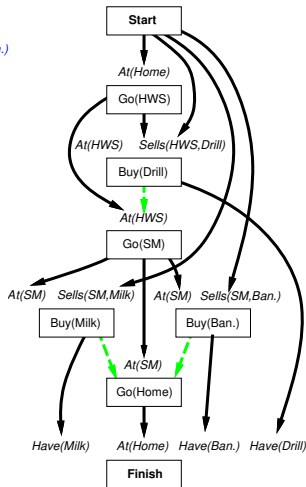 Start
.)
At(Home)
Go(HWS)
At(HWS) Sells(HWS,Drill)
Buy(Drill)
At(HWS)
Go(SM)
At(SM) Sells(SM,Milk) At(SM) Sells(SM,Ban.)
Buy(Milk) Buy(Ban.)
At(SM)
Go(Home)
Have(Milk) At(Home) Have(Ban.) Have(Drill)
Finish